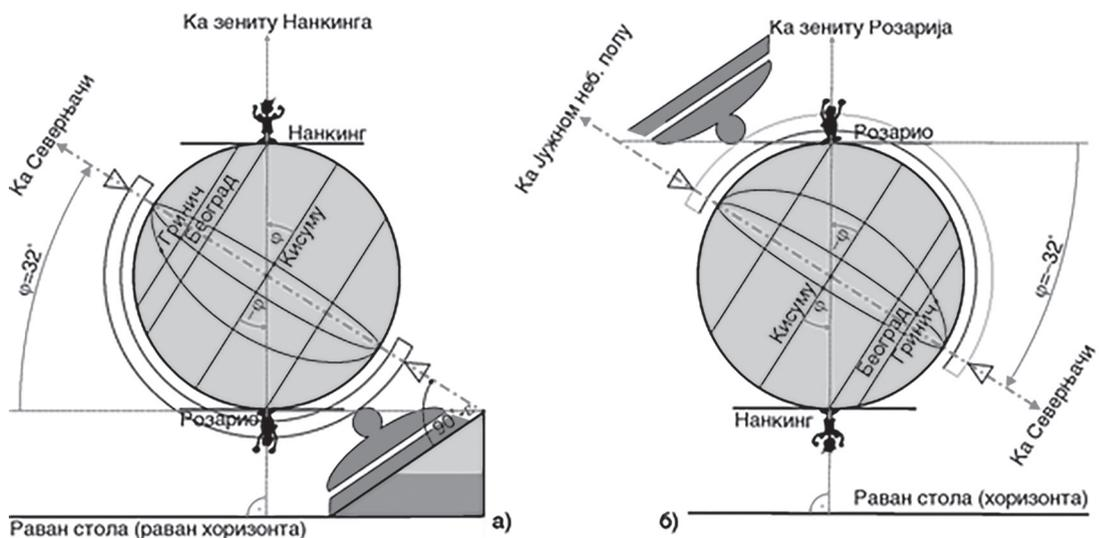 Ка зениту Нанкинга
Ка Северњачи
Нанкинг
Гринич
Београд
φ
Кисуму
φ=32°
-φ
Розарио
90°
Раван стола (раван хоризонта)
а)
Ка зениту Розарија
Ка Јужном неб. полу
Розарио
-φ
Кисуму
φ
Београд
Гринич
φ=-32°
Нанкинг
Ка Северњачи
Раван стола (хоризонта)
б)